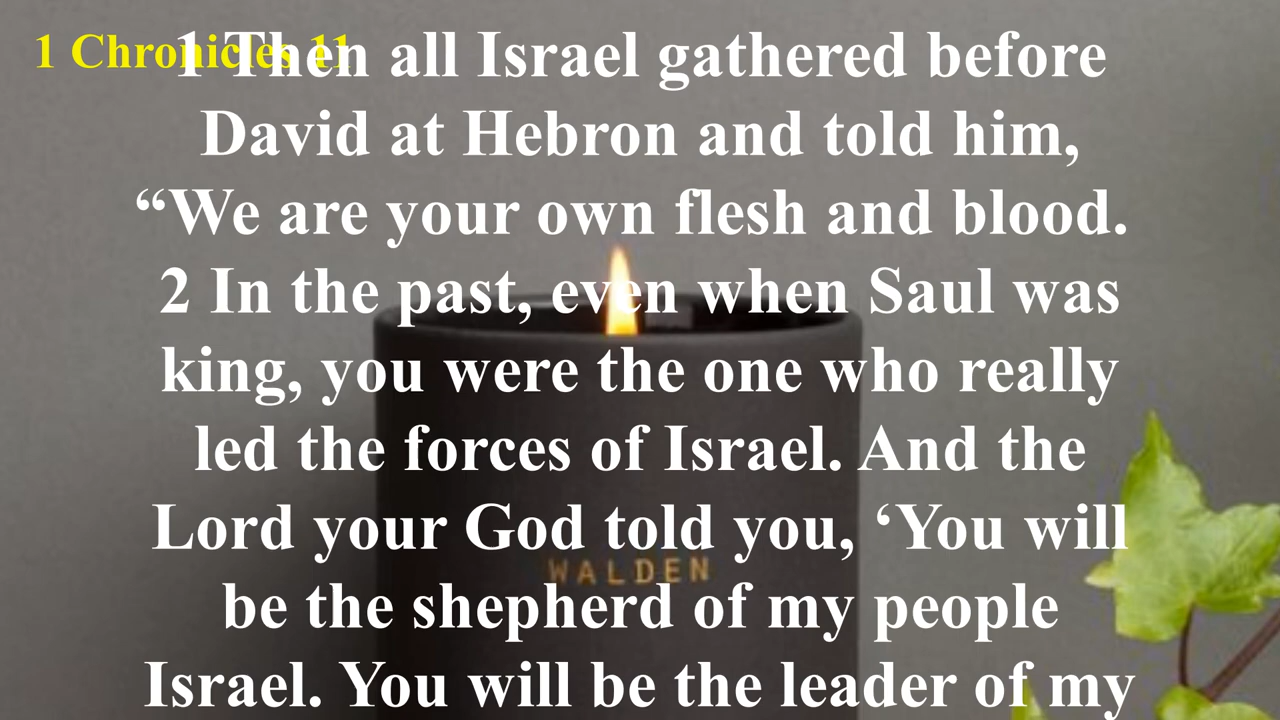 1 Chronicles 11
1 Then all Israel gathered before
David at Hebron and told him,
“We are your own flesh and blood.
2 In the past, even when Saul was
king, you were the one who really
led the forces of Israel. And the
Lord your God told you, ‘You will
WALDEN
be the shepherd of my people
Israel. You will be the leader of my